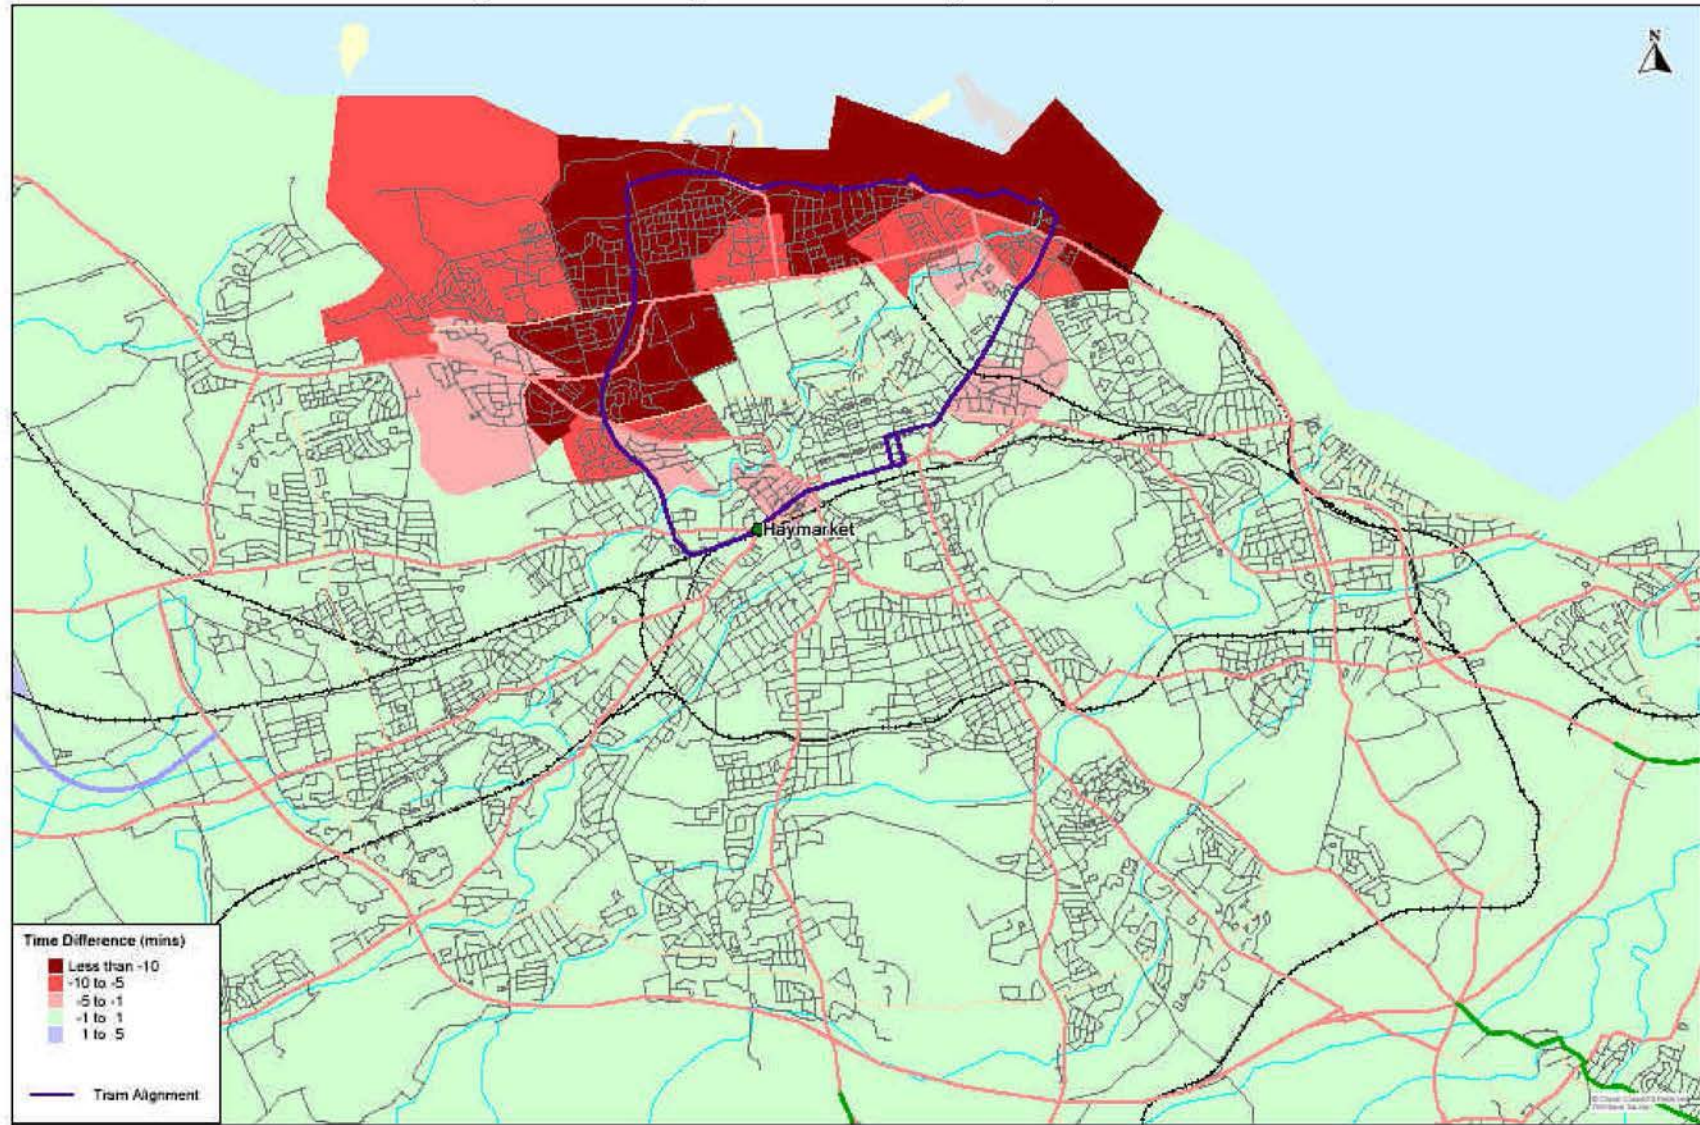 N
Haymarket
Time Difference (mins)
Less than -10
-10 to -5
-5 to -1
-1 to 1
1 to 5
Tram Alignment